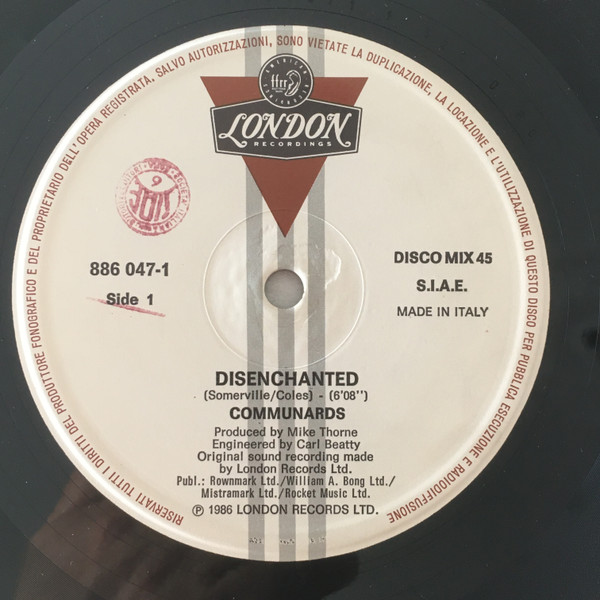 RISERVATI TUTTI I DIRITTI DEL PRODUTTORE FONOGRAFICO E DEL PROPRIETARIO DELL'OPERA REGISTRATA, SALVO AUTORIZZAZIONI, SONO VIETATE LA DUPLICAZIONE, LA LOCAZIONE E L'UTILIZZAZIONE DI QUESTO DISCO PER PUBBLICA ESECUZIONE E RADIODIFFUSIONE
ffrr
LONDON
RECORDINGS
886 047-1
Side 1
DISCO MIX 45
S.I.A.E.
MADE IN ITALY
DISENCHANTED
(Somerville/Coles) - (6'08'')
COMMUNARDS
Produced by Mike Thorne
Engineered by Carl Beatty
Original sound recording made
by London Records Ltd.
Publ.: Rownmark Ltd./William A. Bong Ltd./
Mistramark Ltd./Rocket Music Ltd.
℗ 1986 LONDON RECORDS LTD.